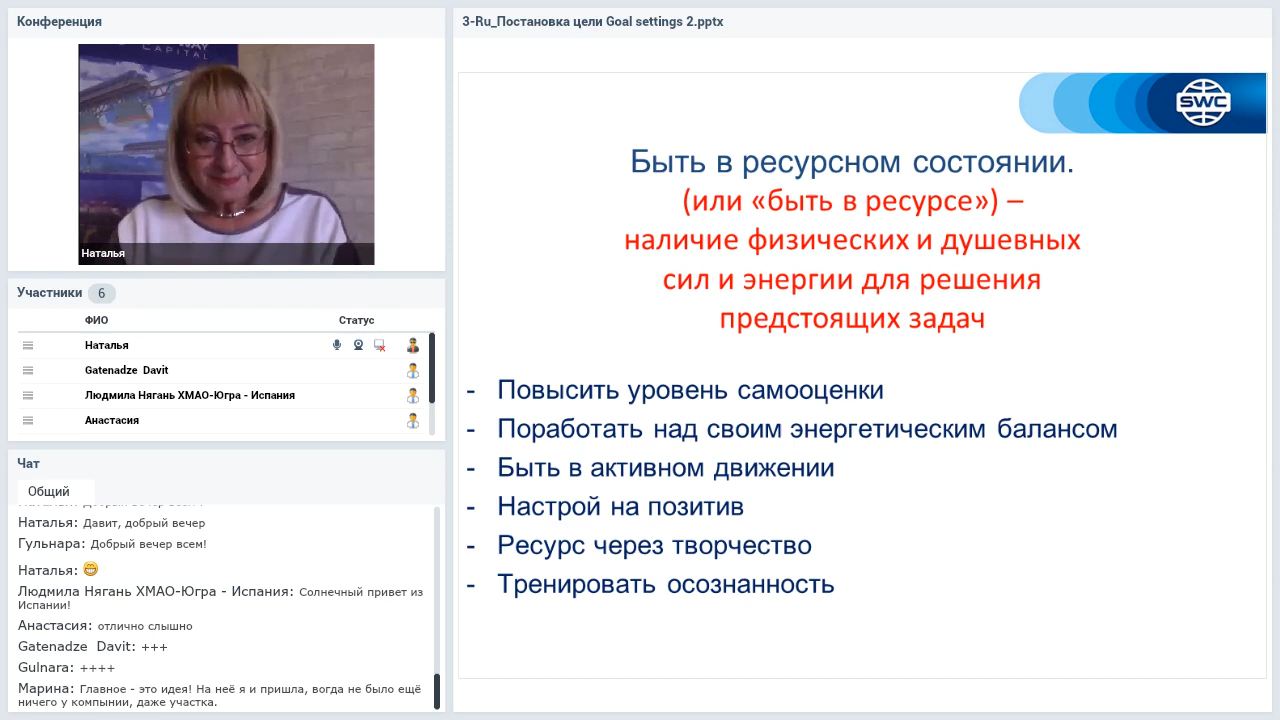 Конференция
CAPITAL
Наталья
Участники 6
ФИО Статус
Наталья
Gatenadze Davit
Людмила Нягань ХМАО-Югра - Испания
Анастасия
Чат
Общий
Наталья: Давит, добрый вечер
Гульнара: Добрый вечер всем!
Наталья:
Людмила Нягань ХМАО-Югра - Испания: Солнечный привет из
Испании!
Анастасия: отлично слышно
Gatenadze Davit: +++
Gulnara: ++++
Марина: Главное - это идея! На неё я и пришла, вогда не было ещё
ничего у компынии, даже участка.
3-Ru_Постановка цели Goal settings 2.pptx
SWC
Быть в ресурсном состоянии.
(или «быть в ресурсе») –
наличие физических и душевных
сил и энергии для решения
предстоящих задач
- Повысить уровень самооценки
- Поработать над своим энергетическим балансом
- Быть в активном движении
- Настрой на позитив
- Ресурс через творчество
- Тренировать осознанность